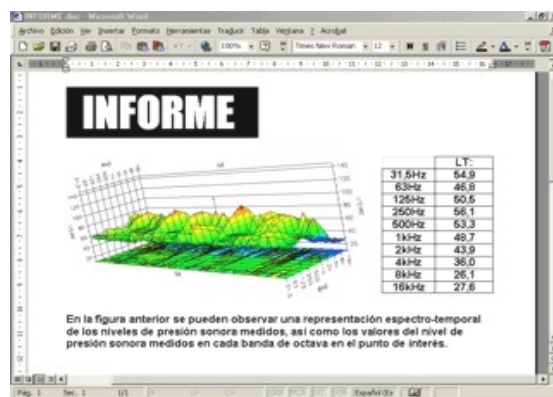 INFORME.doc - Microsoft Word
Archivo Edición Ver Insertar Formato Herramientas Traducir Tabla Ventana ? Acrobat
100% Times New Roman 12 N S
INFORME
LT:
31,5Hz 54,9
63Hz 46,8
125Hz 50,5
250Hz 56,1
500Hz 53,3
1kHz 48,7
2kHz 43,9
4kHz 36,0
8kHz 26,1
16kHz 27,6
En la figura anterior se pueden observar una representación espectro-temporal
de los niveles de presión sonora medidos, así como los valores del nivel de
presión sonora medidos en cada banda de octava en el punto de interés.
Pág. 1 Sec. 1 1/1 Español (Es